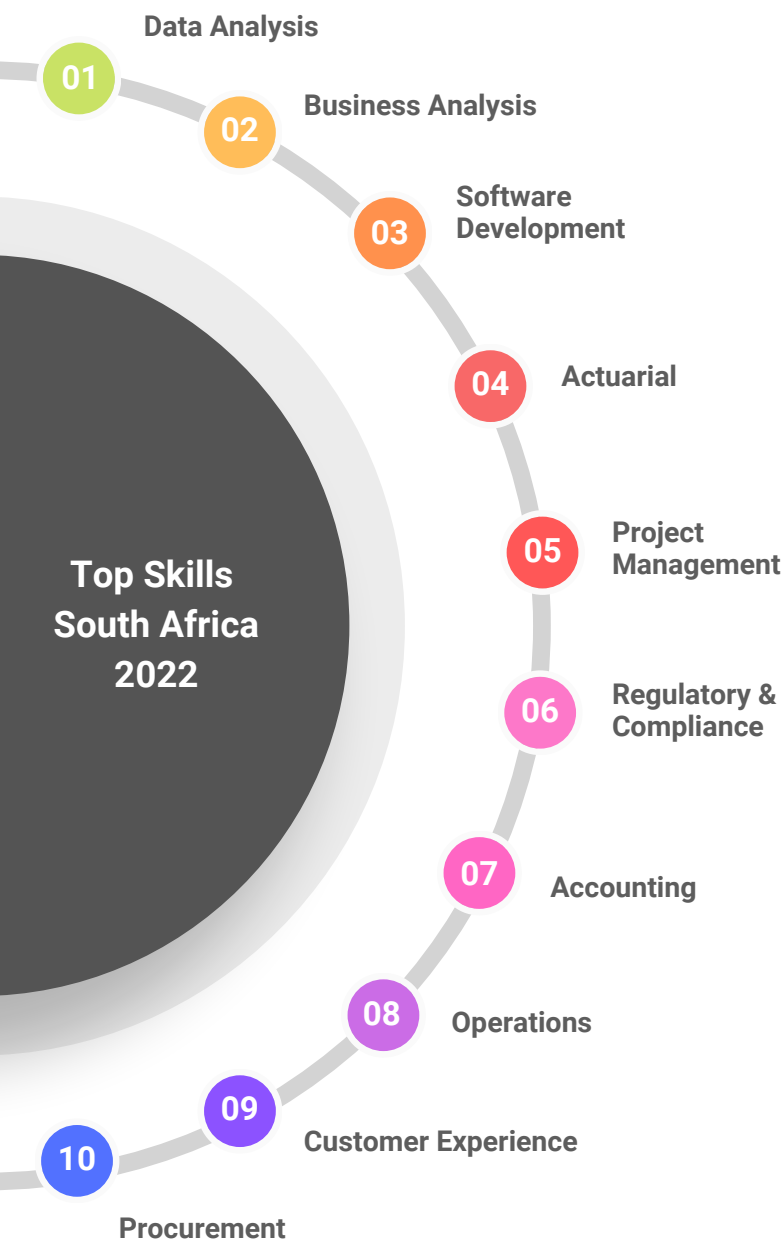 Data Analysis
01
02
Business Analysis
03
Software
Development
04
Actuarial
05
Project
Management
Top Skills
South Africa
2022
06
Regulatory &
Compliance
07
Accounting
08
Operations
09
Customer Experience
10
Procurement